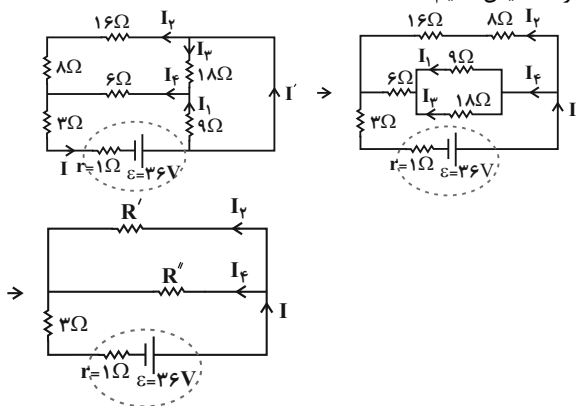 ۱۶Ω I۲
۸Ω I۳ ۱۸Ω
۶Ω I۴
۳Ω I۱ ۹Ω I′
I r=۱Ω ε=۳۶V
→
۱۶Ω ۸Ω I۲
I۱ ۹Ω
۶Ω I۴
I۳ ۱۸Ω I
۳Ω
r=۱Ω ε=۳۶V
→
R′ I۲
R″ I۴
۳Ω I
r=۱Ω ε=۳۶V